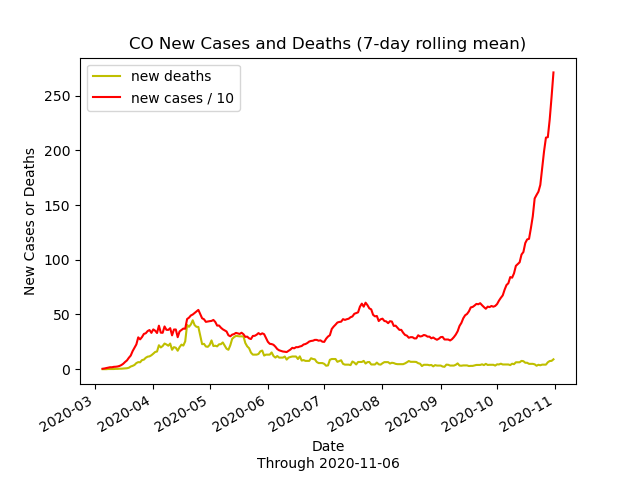 CO New Cases and Deaths (7-day rolling mean)
new deaths
new cases / 10
New Cases or Deaths
250
200
150
100
50
0
2020-03
2020-04
2020-05
2020-06
2020-07
2020-08
2020-09
2020-10
2020-11
Date
Through 2020-11-06